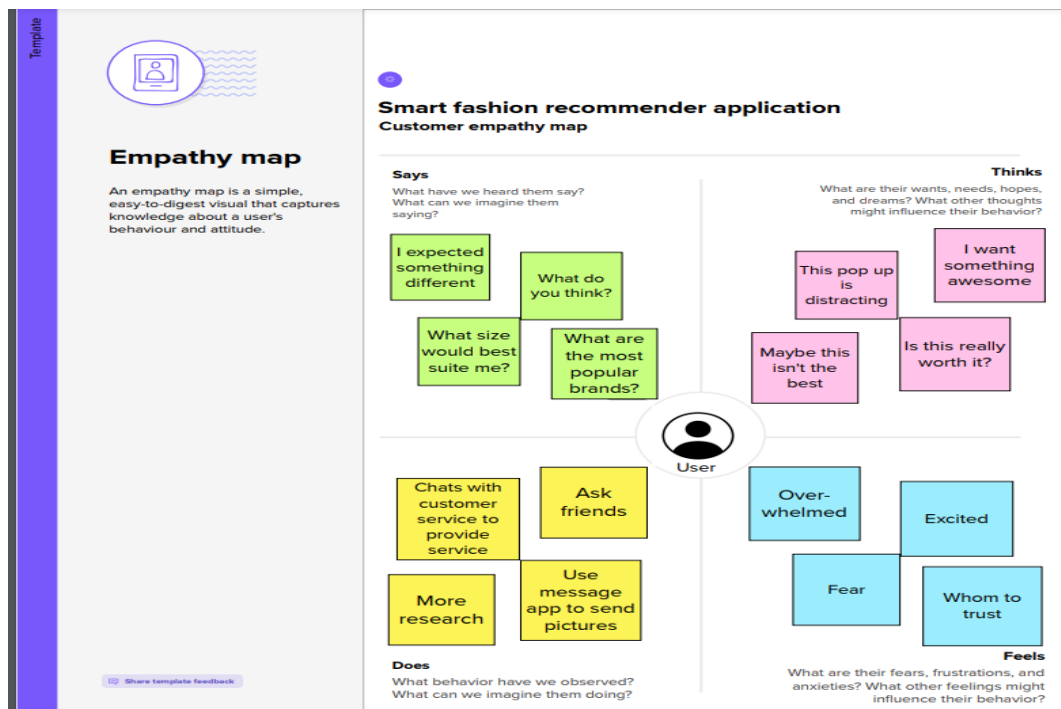 Template
Empathy map
An empathy map is a simple,
easy-to-digest visual that captures
knowledge about a user's
behaviour and attitude.
Share template feedback
Smart fashion recommender application
Customer empathy map
Says
What have we heard them say?
What can we imagine them
saying?
I expected
something
different
What do
you think?
What size
would best
suite me?
What are
the most
popular
brands?
Thinks
What are their wants, needs, hopes,
and dreams? What other thoughts
might influence their behavior?
This pop up
is
distracting
I want
something
awesome
Maybe this
isn't the
best
Is this really
worth it?
User
Chats with
customer
service to
provide
service
Ask
friends
More
research
Use
message
app to send
pictures
Does
What behavior have we observed?
What can we imagine them doing?
Over-
whelmed
Excited
Fear
Whom to
trust
Feels
What are their fears, frustrations, and
anxieties? What other feelings might
influence their behavior?